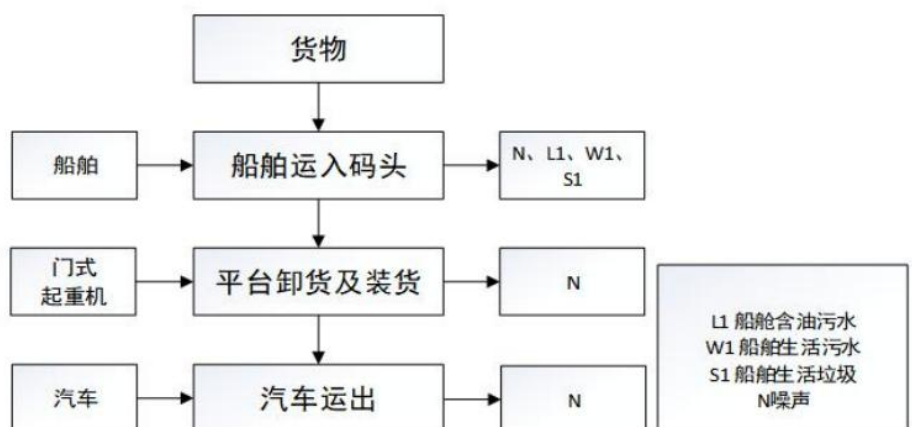 货物
船舶
船舶运入码头
N、L1、W1、
S1
门式
起重机
平台卸货及装货
N
汽车
汽车运出
N
L1 船舱含油污水
W1 船舶生活污水
S1 船舶生活垃圾
N噪声